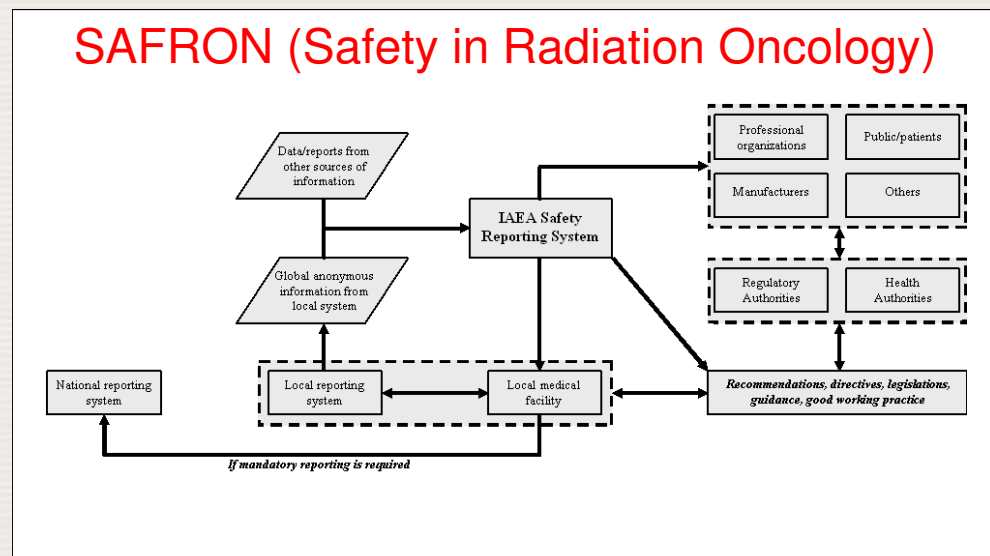 SAFRON (Safety in Radiation Oncology)
Data/reports from
other sources of
information
Professional
organizations
Public/patients
Manufacturers
Others
IAEA Safety
Reporting System
Global anonymous
information from
local system
Regulatory
Authorities
Health
Authorities
National reporting
system
Local reporting
system
Local medical
facility
Recommendations, directives, legislations,
guidance, good working practice
If mandatory reporting is required